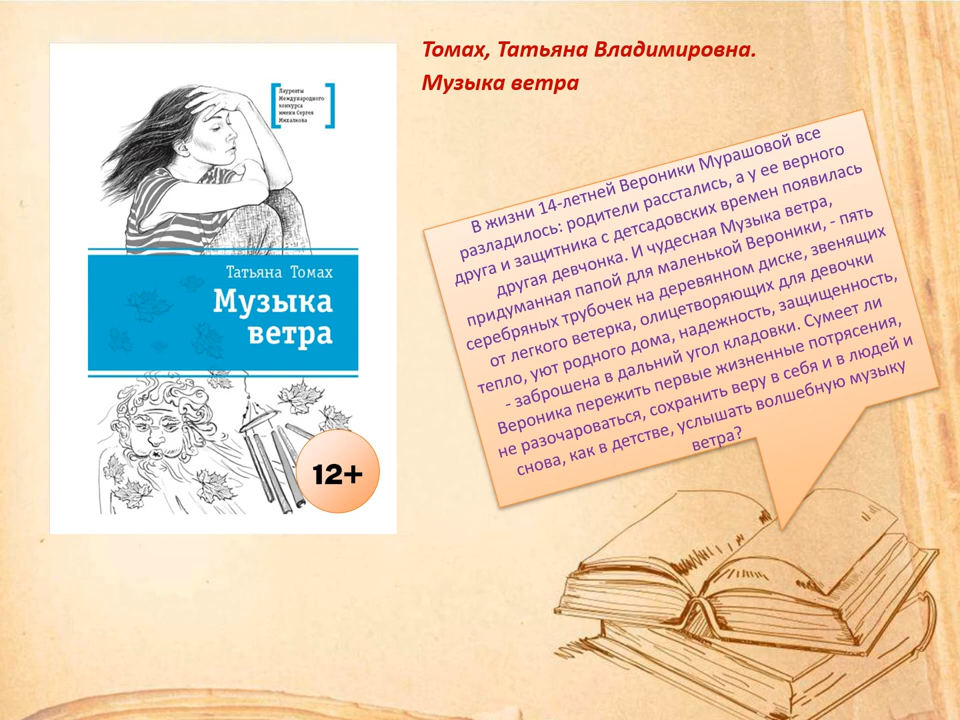 Томах, Татьяна Владимировна.
Музыка ветра
Лауреаты
Международного
конкурса
имени Сергея
Михалкова
Татьяна Томах
Музыка
ветра
12+
В жизни 14-летней Вероники Мурашовой все
разладилось: родители расстались, а у ее верного
друга и защитника с детсадовских времен появилась
другая девчонка. И чудесная Музыка ветра,
придуманная папой для маленькой Вероники, - пять
серебряных трубочек на деревянном диске, звенящих
от легкого ветерка, олицетворяющих для девочки
тепло, уют родного дома, надежность, защищенность,
- заброшена в дальний угол кладовки. Сумеет ли
Вероника пережить первые жизненные потрясения,
не разочароваться, сохранить веру в себя и в людей и
снова, как в детстве, услышать волшебную музыку
ветра?